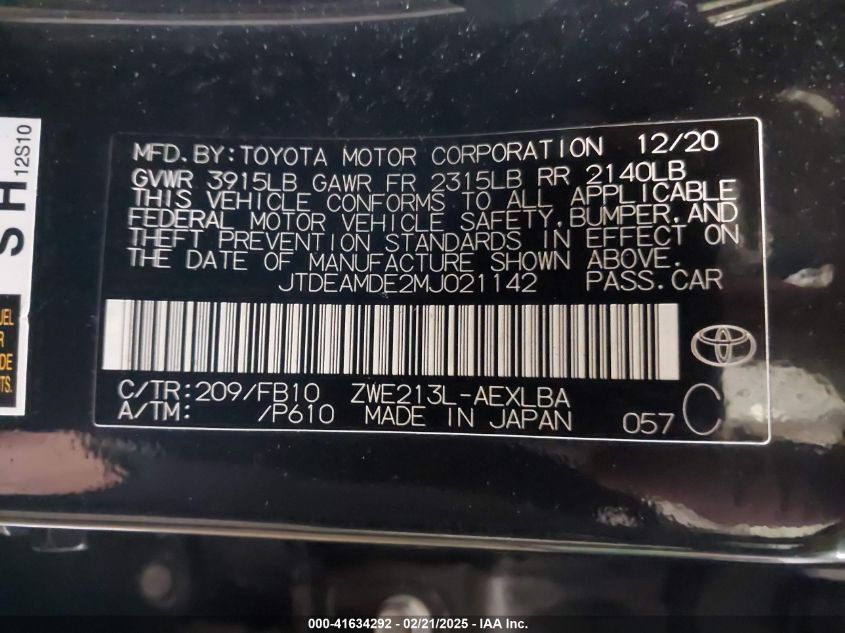 MFD.BY:TOYOTA MOTOR CORPORATION 12/20
GVWR 3915LB GAWR FR 2315LB RR 2140LB
THIS VEHICLE CONFORMS TO ALL APPLICABLE
FEDERAL MOTOR VEHICLE SAFETY,BUMPER,AND
THEFT PREVENTION STANDARDS IN EFFECT ON
THE DATE OF MANUFACTURE SHOWN ABOVE.
JTDEAMDE2MJ021142 PASS.CAR
C/TR:209/FB10 ZWE213L-AEXLBA
A/TM: /P610 MADE IN JAPAN 057 C
SH
12S10
000-41634292 - 02/21/2025 - IAA Inc.